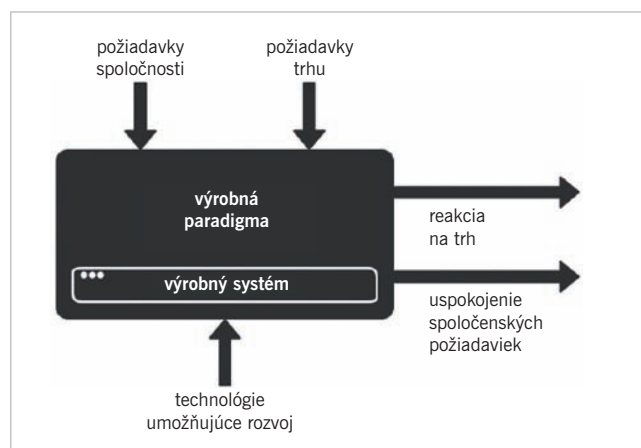 požiadavky
spoločnosti
požiadavky
trhu
výrobná
paradigma
reakcia
na trh
výrobný systém
uspokojenie
spoločenských
požiadaviek
technológie
umožňujúce rozvoj